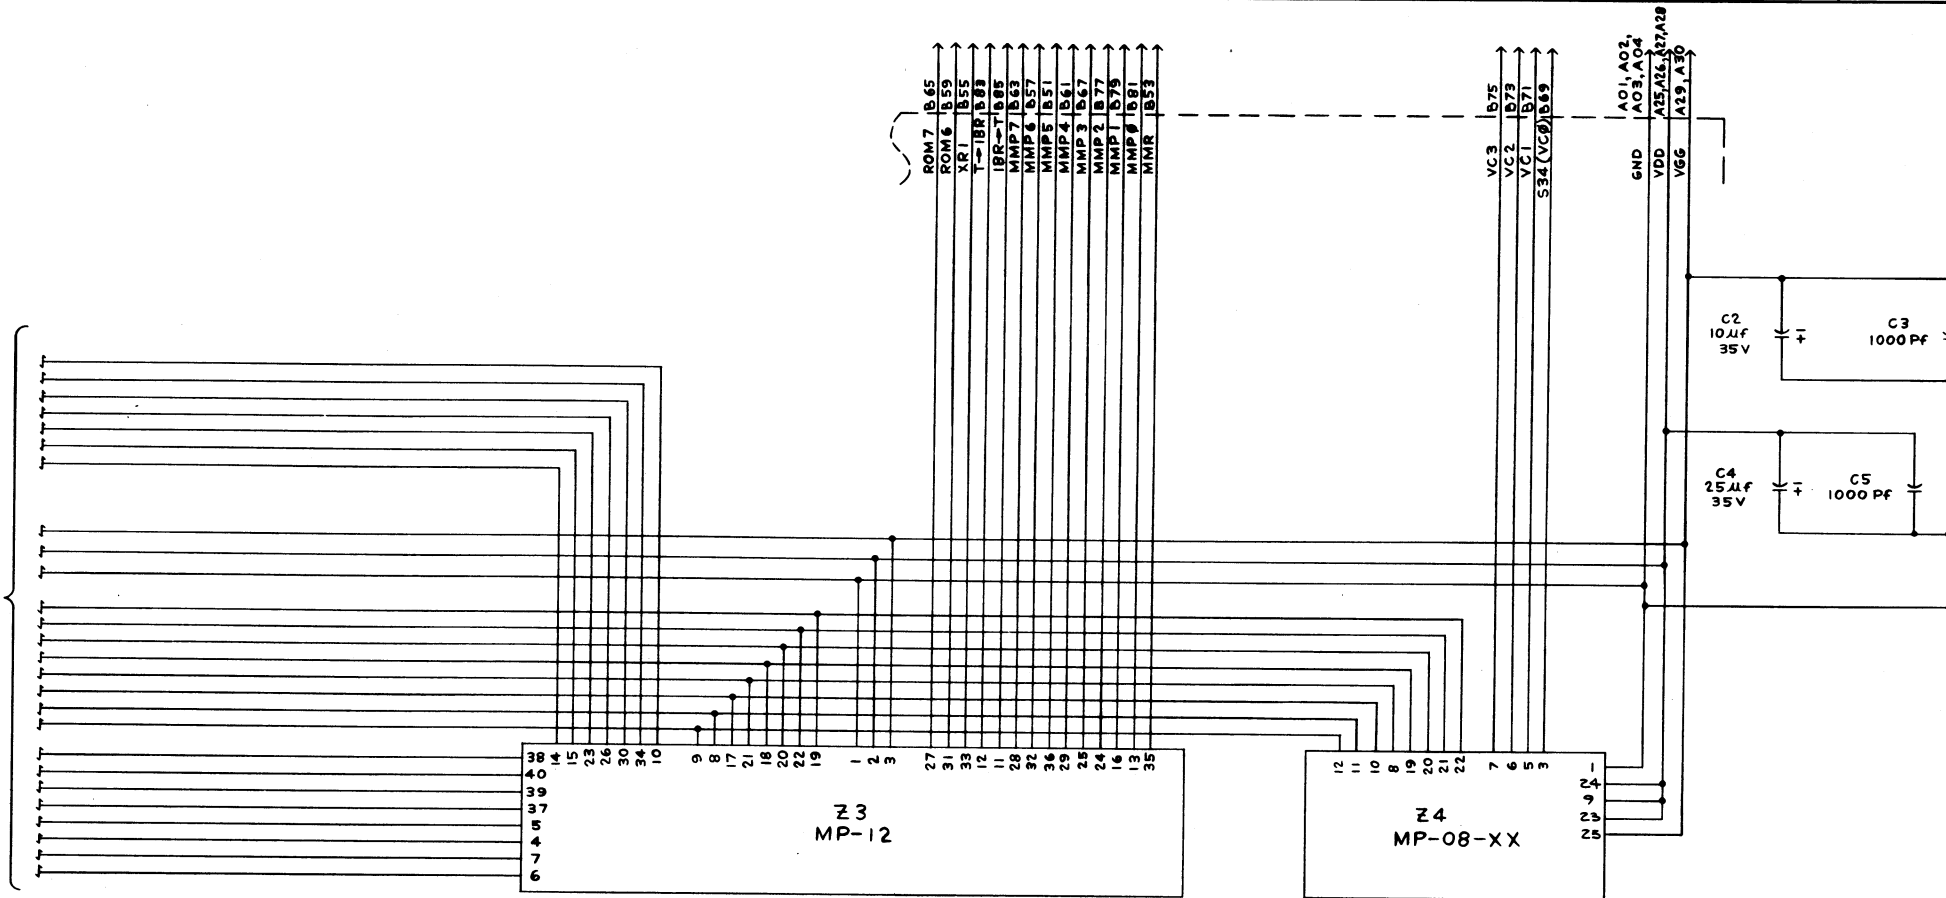 ROM7 B65
ROM6 B59
XR1 B55
T→IBR B83
IBR→T B85
MMP7 B63
MMP6 B57
MMP5 B51
MMP4 B61
MMP3 B67
MMP2 B77
MMP1 B79
MMPØ B81
MMR B53
VC3 B75
VC2 B73
VC1 B71
S34(VCØ) B69
A01, A02,
GND A03, A04
VDD A25, A26, A27, A28
VGG A29, A30
C2
10µf
35V
-
+
C3
1000 Pf
C4
25µf
35V
-
+
C5
1000 Pf
14 15 23 26 30 34 10 9 8 17 21 18 20 22 19 1 2 3 27 31 33 12 11 28 32 36 29 25 24 16 13 35
38
40
39
37
5
4
7
6
Z3
MP-12
12 11 10 8 19 20 21 22 7 6 5 3
1
24
9
23
25
Z4
MP-08-XX